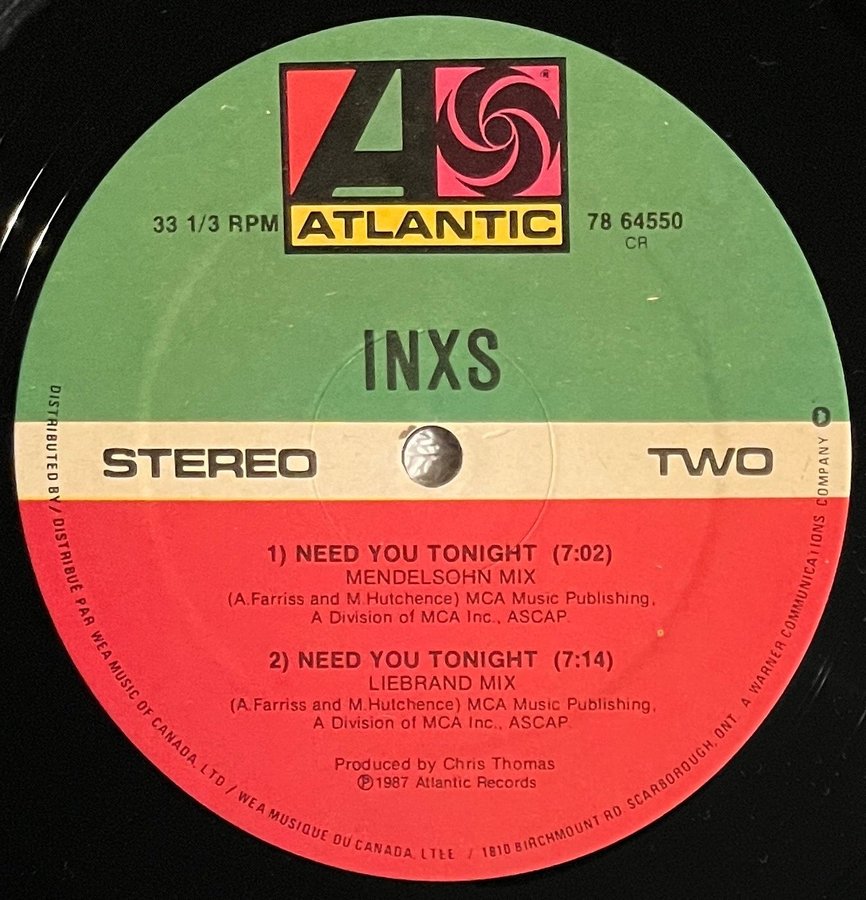 A
®
ATLANTIC
33 1/3 RPM
78 64550
CR
INXS
STEREO
TWO
1) NEED YOU TONIGHT (7:02)
MENDELSOHN MIX
(A.Farriss and M.Hutchence) MCA Music Publishing,
A Division of MCA Inc., ASCAP.
2) NEED YOU TONIGHT (7:14)
LIEBRAND MIX
(A.Farriss and M.Hutchence) MCA Music Publishing,
A Division of MCA Inc., ASCAP.
Produced by Chris Thomas
℗1987 Atlantic Records
DISTRIBUTED BY / DISTRIBUÉ PAR WEA MUSIC OF CANADA, LTD / WEA MUSIQUE DU CANADA, LTÉE / 1810 BIRCHMOUNT RD SCARBOROUGH, ONT. A WARNER COMMUNICATIONS COMPANY